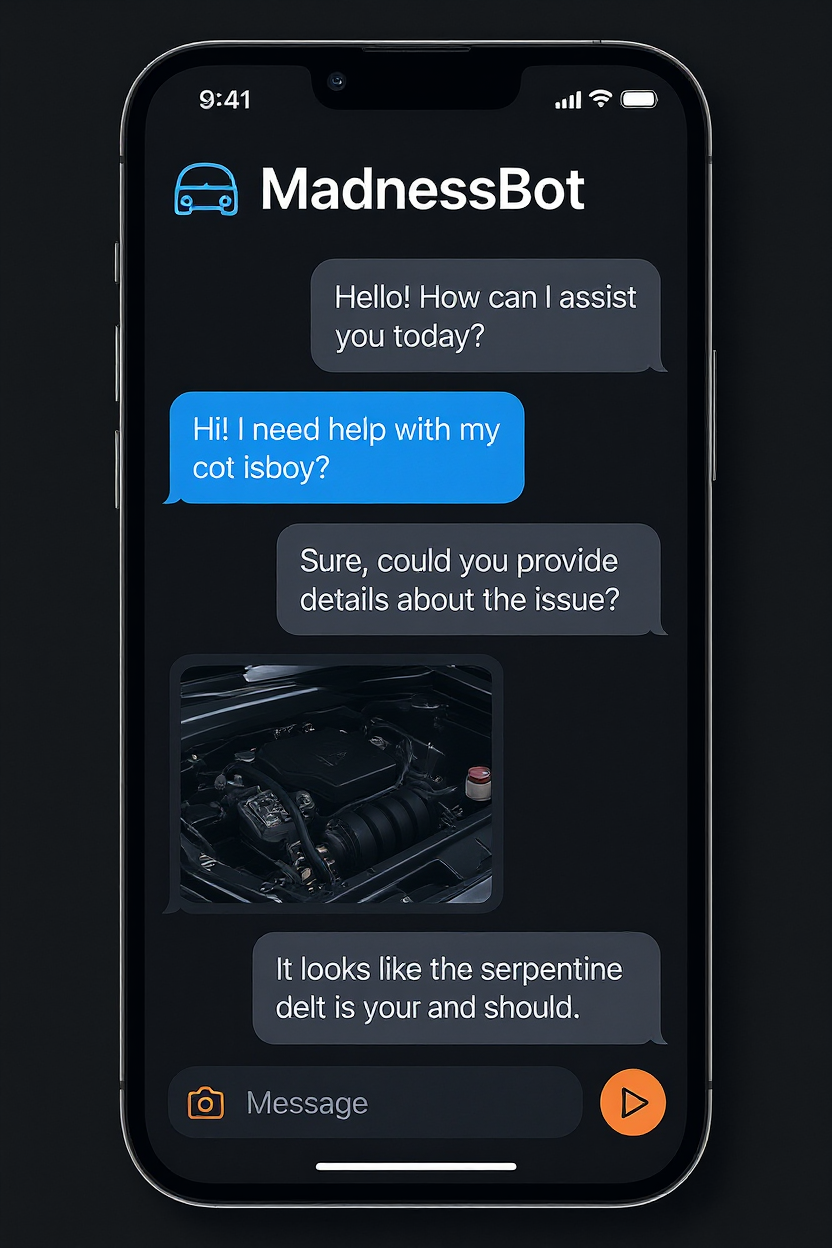 9:41
MadnessBot
Hello! How can I assist
you today?
Hi! I need help with my
cot isboy?
Sure, could you provide
details about the issue?
It looks like the serpentine
delt is your and should.
Message